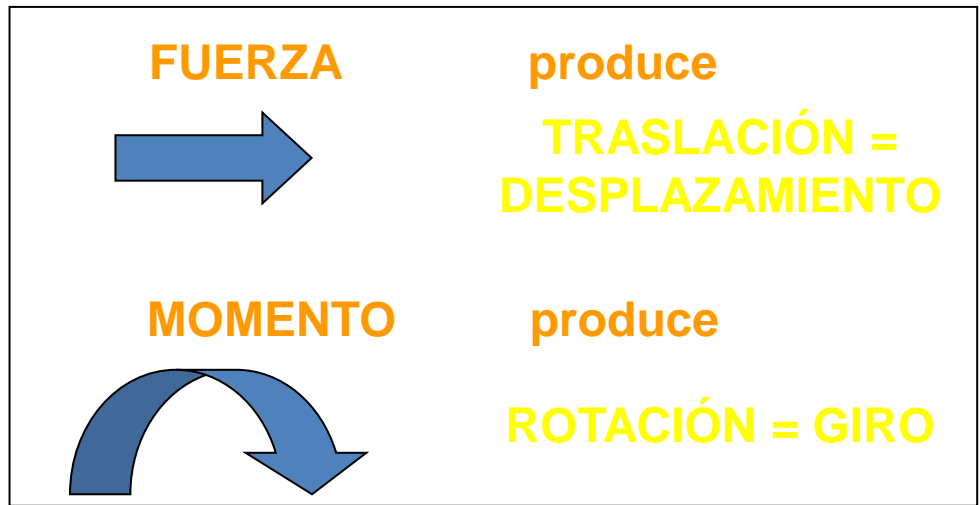 FUERZA produce
TRASLACIÓN =
DESPLAZAMIENTO
MOMENTO produce
ROTACIÓN = GIRO